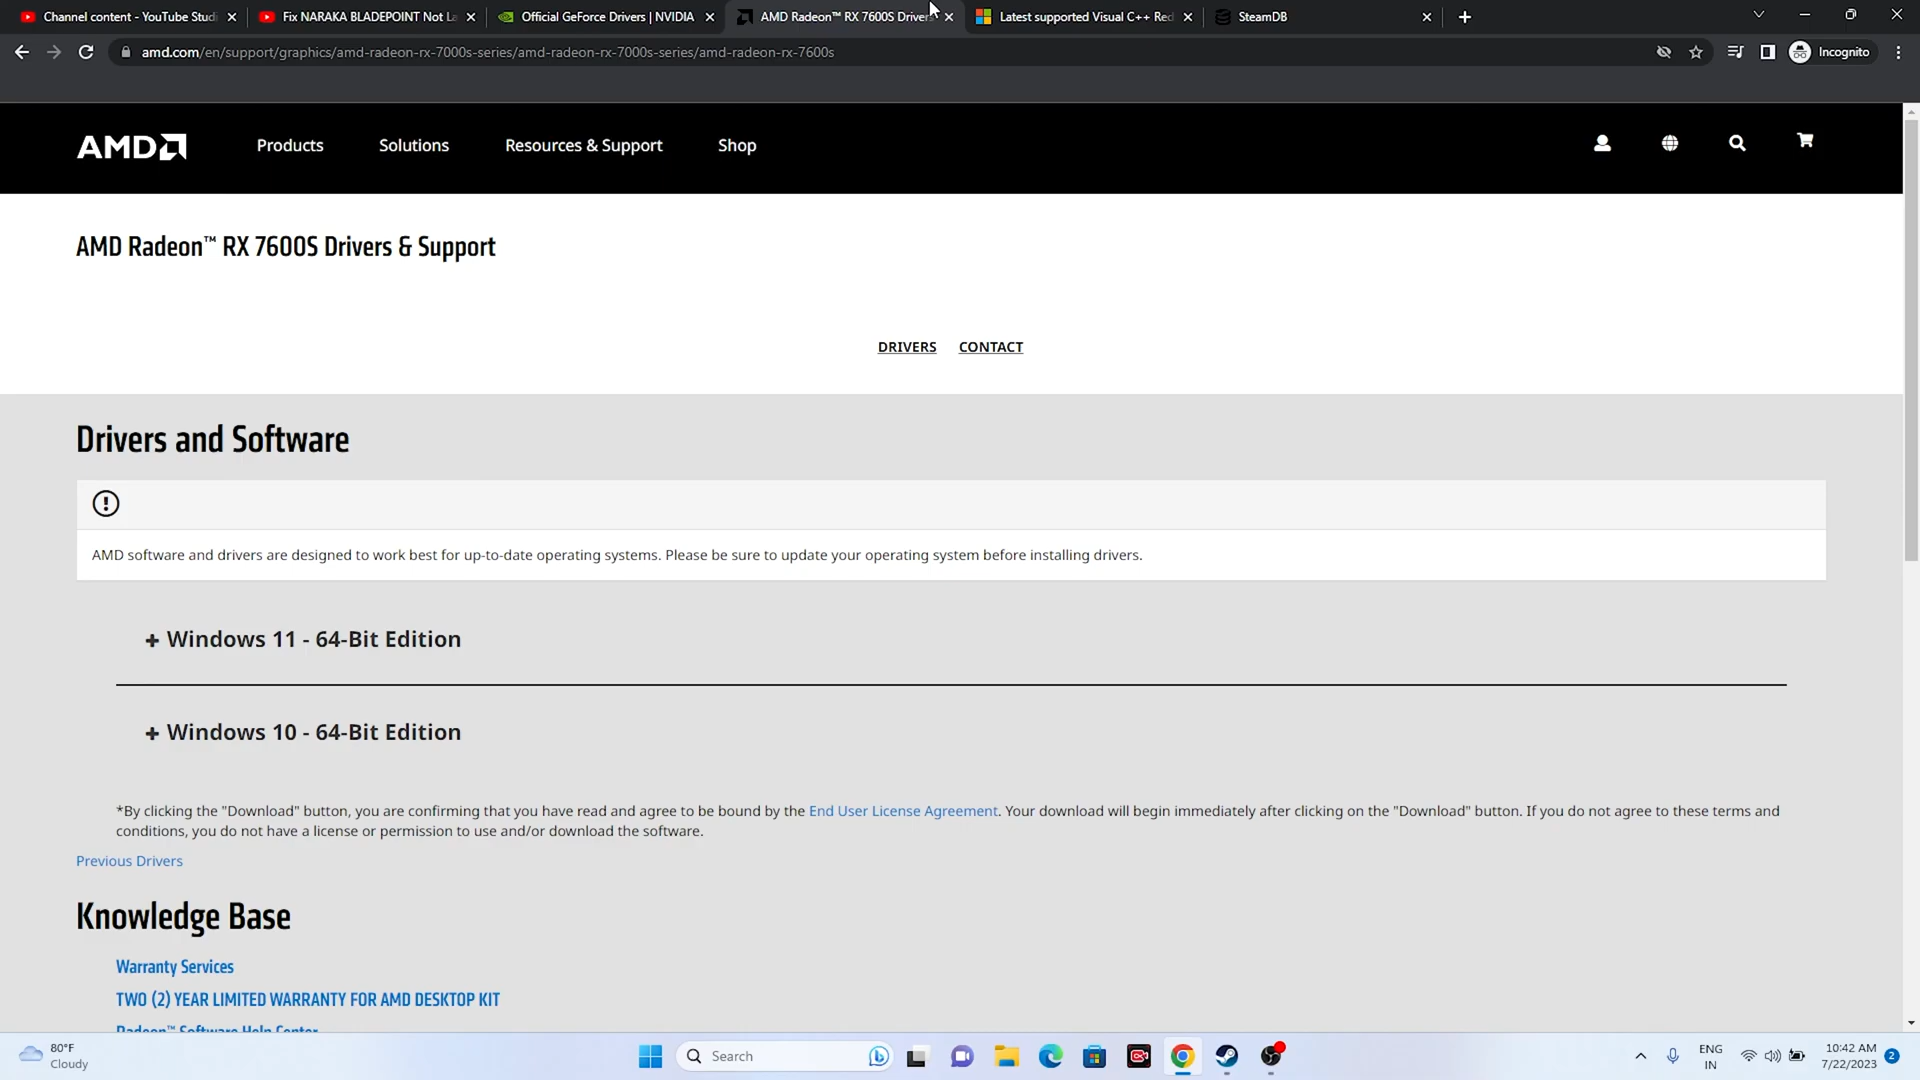 Channel content - YouTube Studi
Fix NARAKA BLADEPOINT Not La
Official GeForce Drivers | NVIDIA
AMD Radeon™ RX 7600S Drivers
Latest supported Visual C++ Red
SteamDB
amd.com/en/support/graphics/amd-radeon-rx-7000s-series/amd-radeon-rx-7000s-series/amd-radeon-rx-7600s
Incognito
AMD
Products
Solutions
Resources & Support
Shop
AMD Radeon™ RX 7600S Drivers & Support
DRIVERS
CONTACT
Drivers and Software
AMD software and drivers are designed to work best for up-to-date operating systems. Please be sure to update your operating system before installing drivers.
+ Windows 11 - 64-Bit Edition
+ Windows 10 - 64-Bit Edition
*By clicking the "Download" button, you are confirming that you have read and agree to be bound by the End User License Agreement. Your download will begin immediately after clicking on the "Download" button. If you do not agree to these terms and
conditions, you do not have a license or permission to use and/or download the software.
Previous Drivers
Knowledge Base
Warranty Services
TWO (2) YEAR LIMITED WARRANTY FOR AMD DESKTOP KIT
Radeon™ Software Help Center
80°F
Cloudy
Search
ENG
IN
10:42 AM
7/22/2023
2